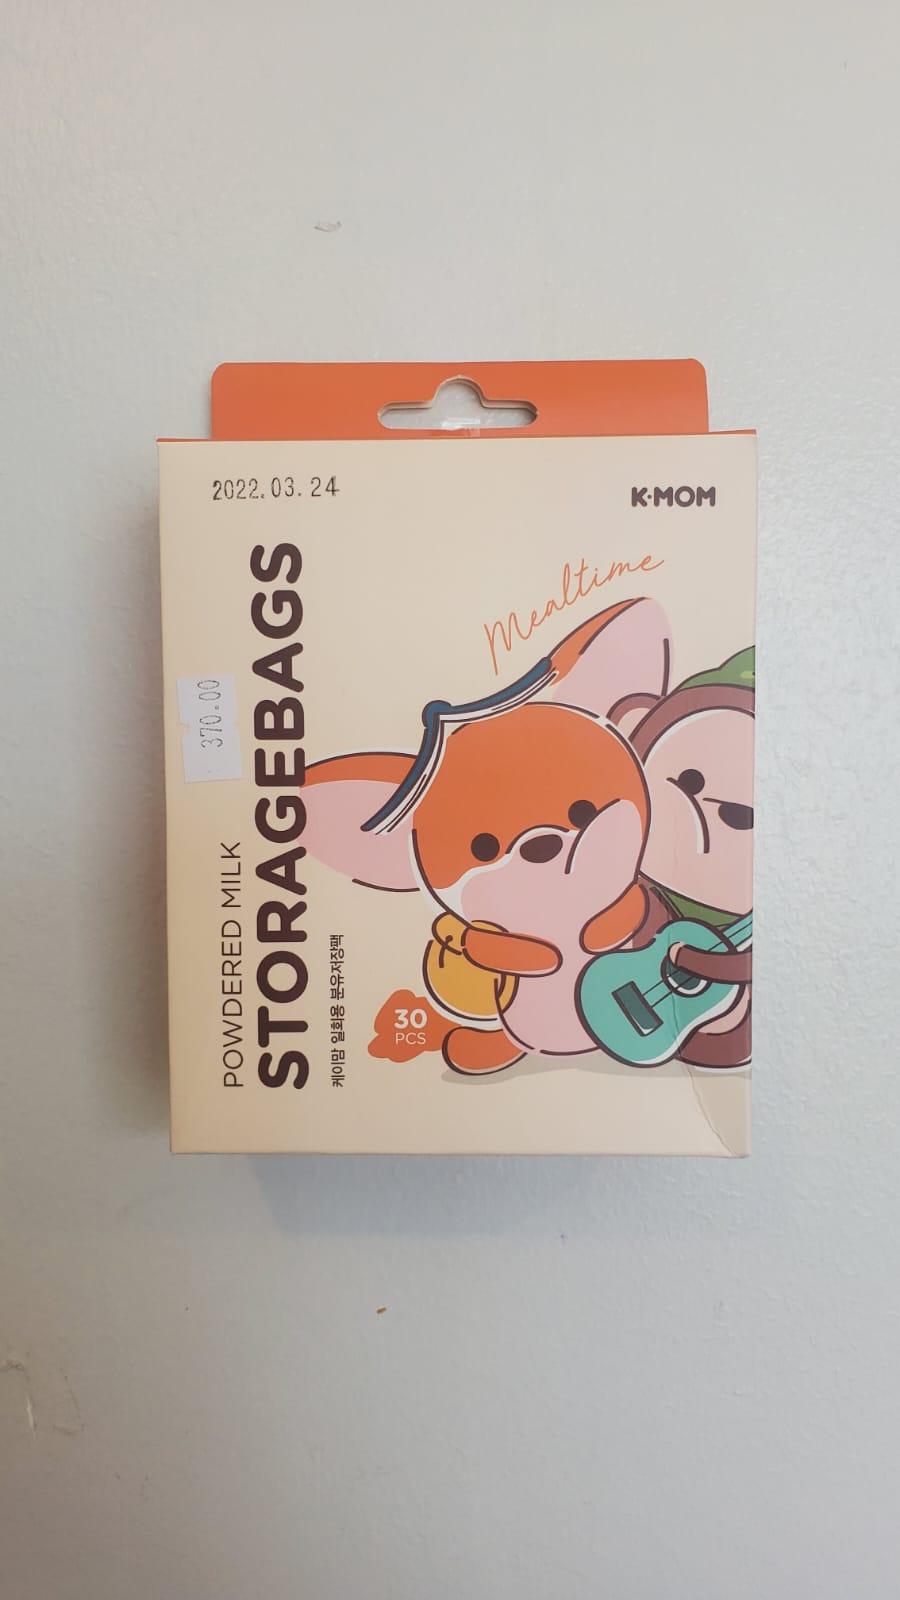 2022.03.24
K·MOM
Mealtime
370.00
POWDERED MILK
STORAGEBAGS
케이맘 일회용 분유저장팩
30
PCS